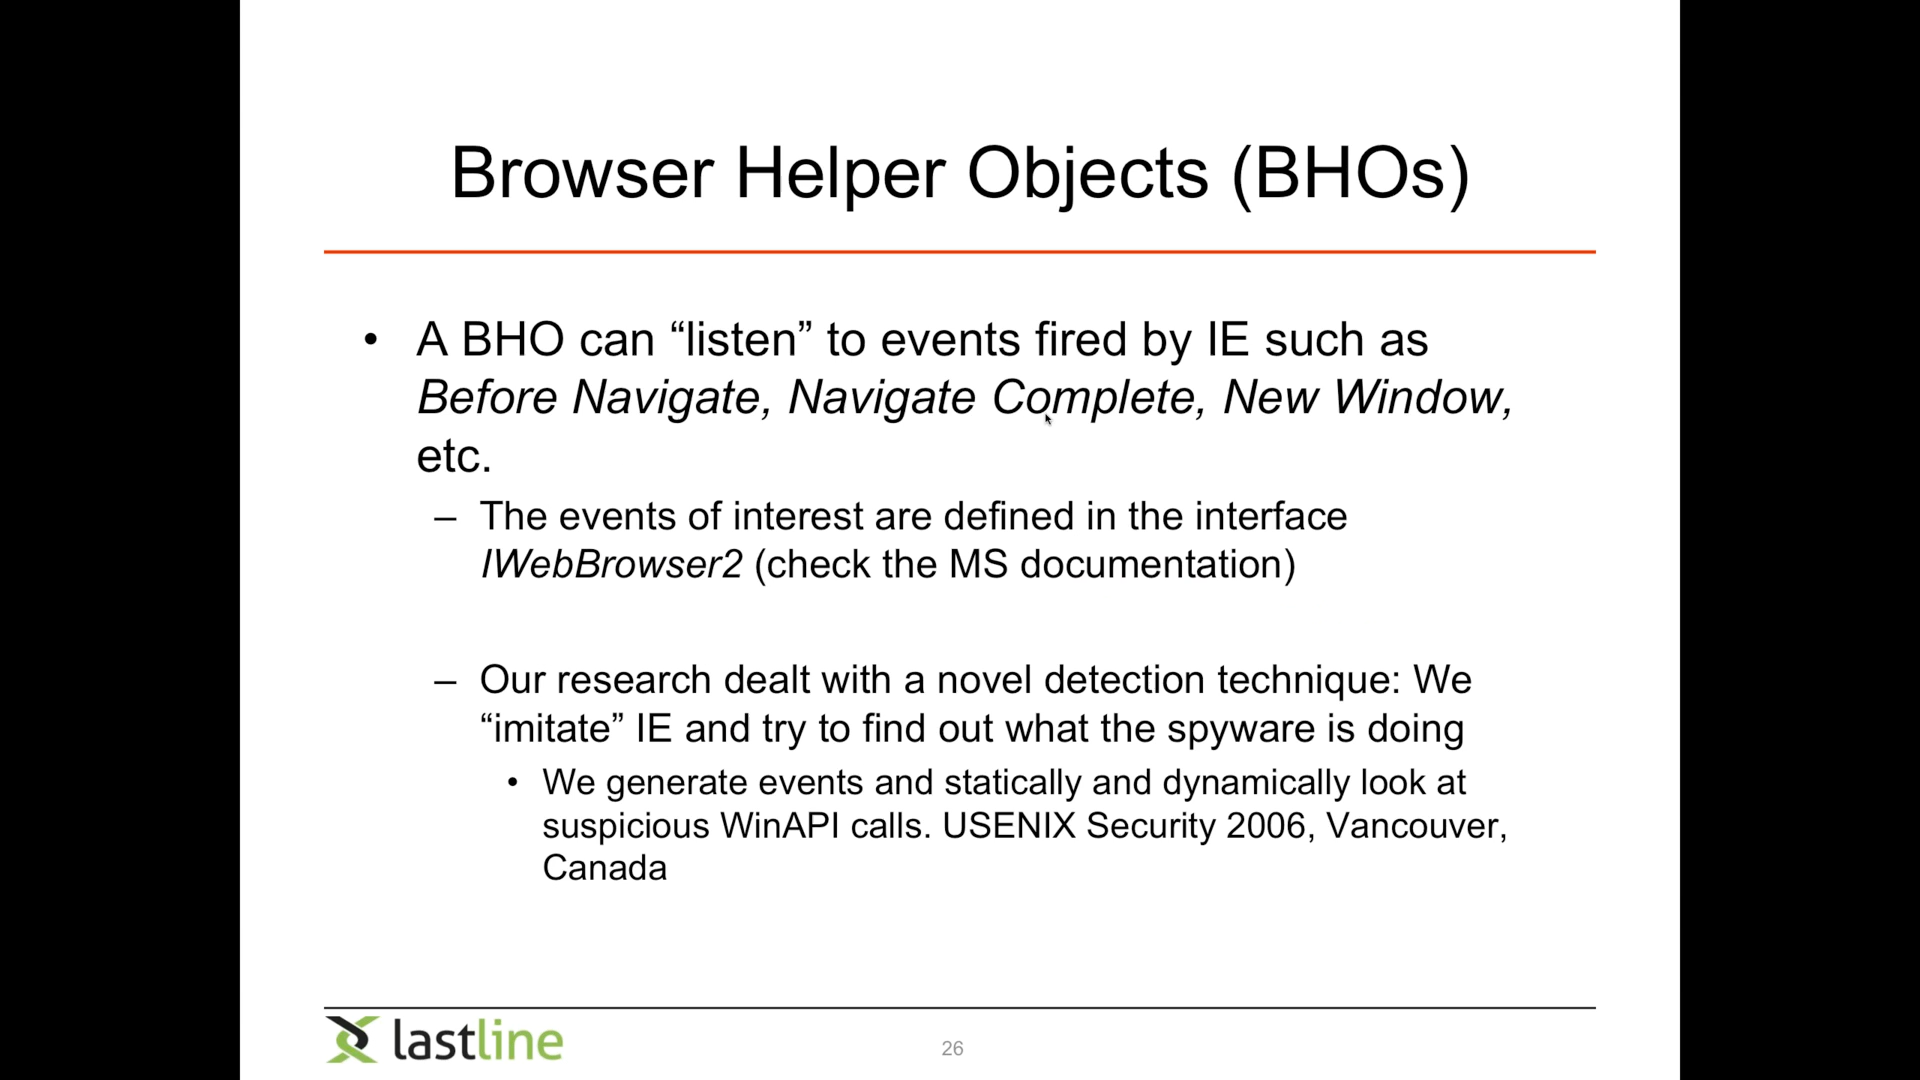 Browser Helper Objects (BHOs)
• A BHO can “listen” to events fired by IE such as
Before Navigate, Navigate Complete, New Window,
etc.
– The events of interest are defined in the interface
IWebBrowser2 (check the MS documentation)
– Our research dealt with a novel detection technique: We
“imitate” IE and try to find out what the spyware is doing
• We generate events and statically and dynamically look at
suspicious WinAPI calls. USENIX Security 2006, Vancouver,
Canada
lastline
26